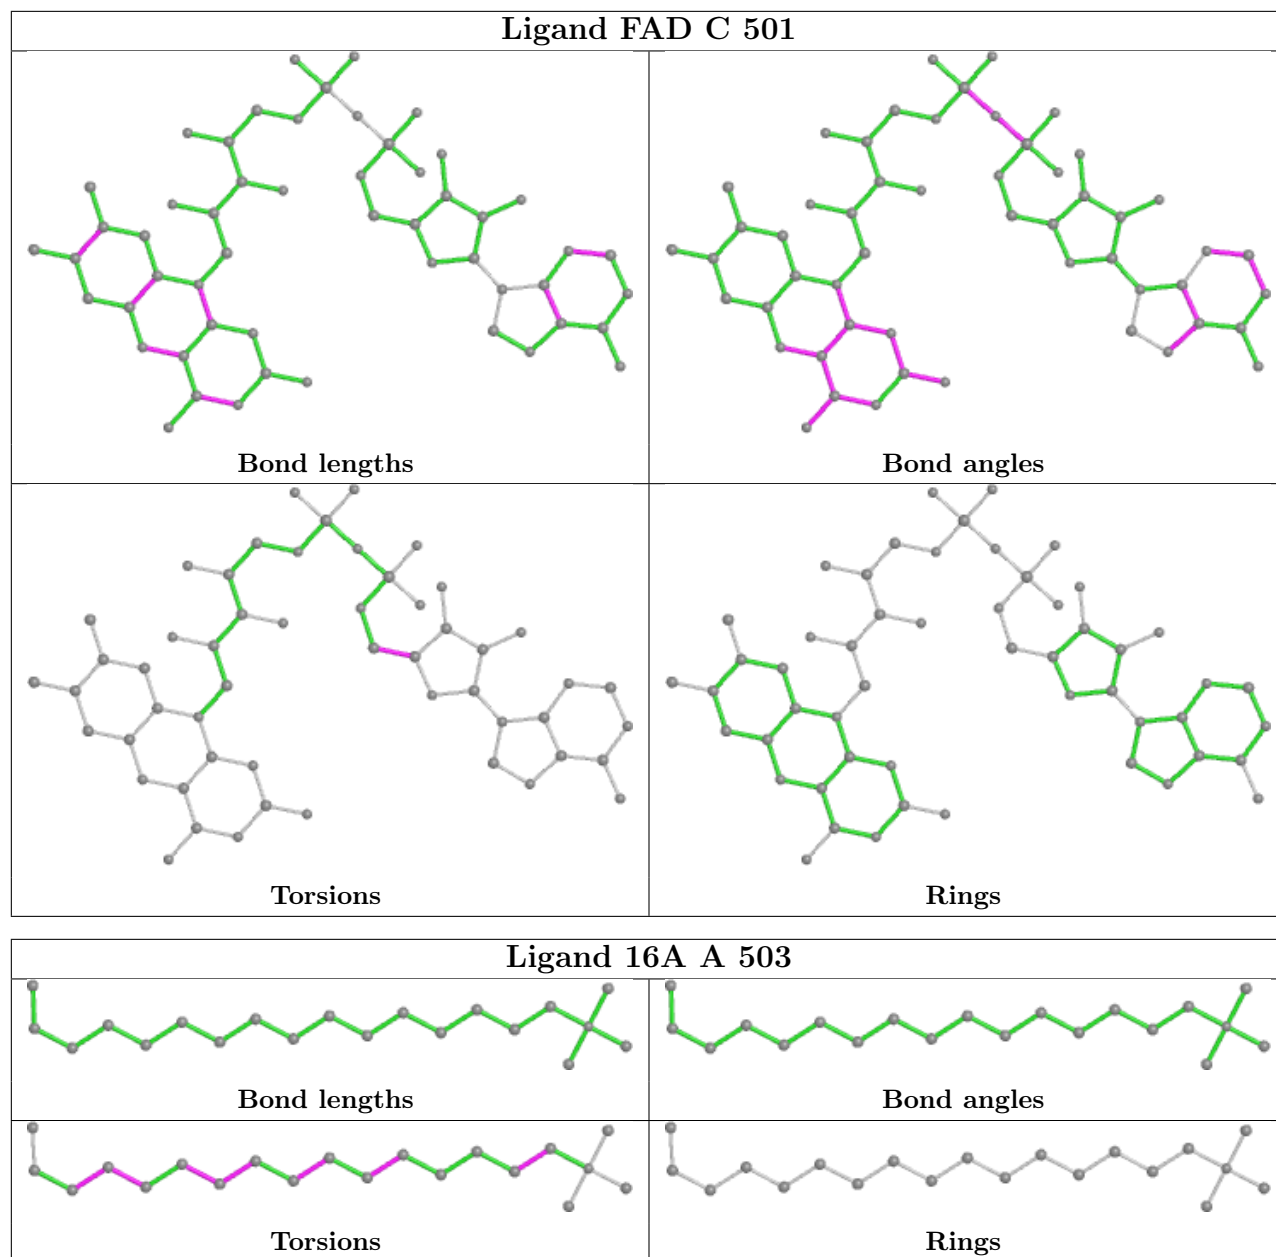 Ligand FAD C 501
Bond lengths
Bond angles
Torsions
Rings
Ligand 16A A 503
Bond lengths
Bond angles
Torsions
Rings